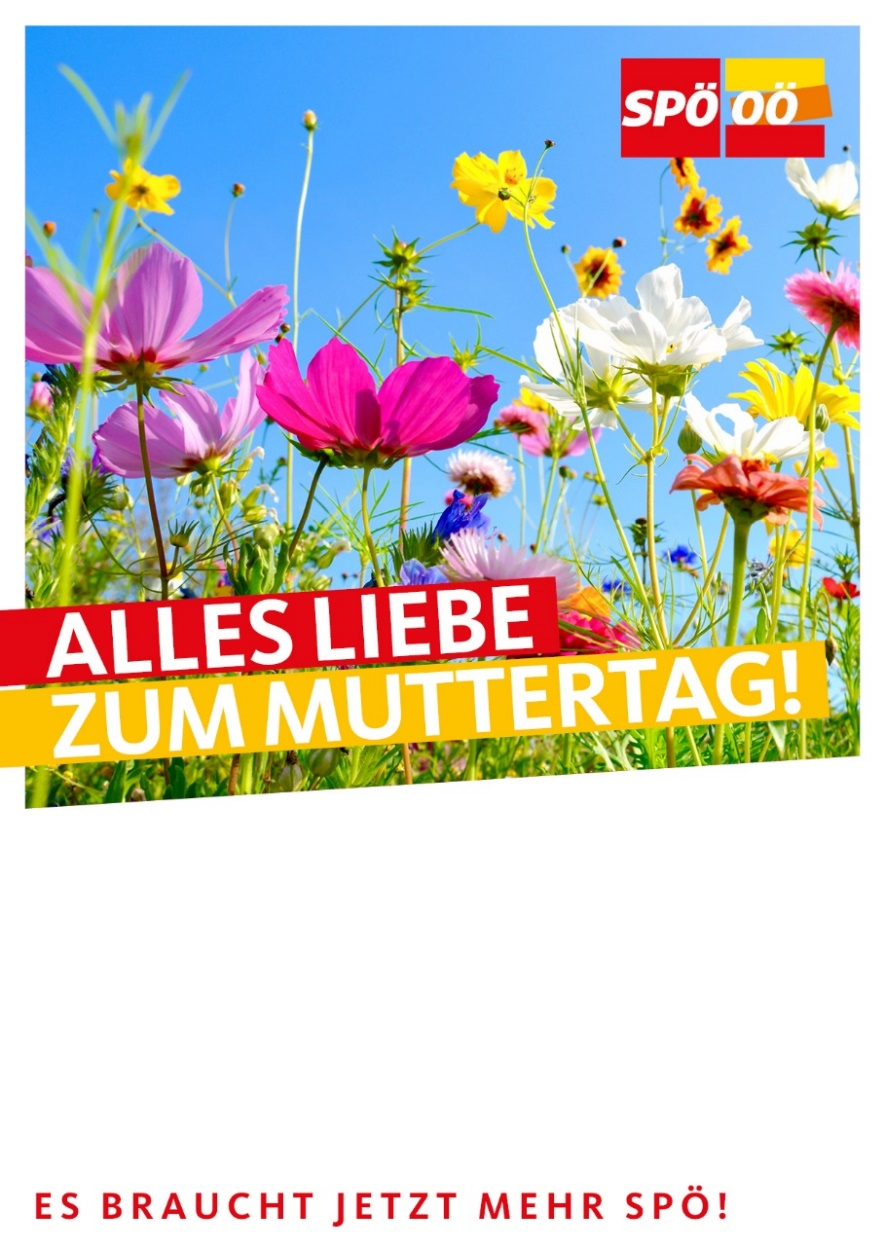 SPÖ OÖ
ALLES LIEBE
ZUM MUTTERTAG!
ES BRAUCHT JETZT MEHR SPÖ!